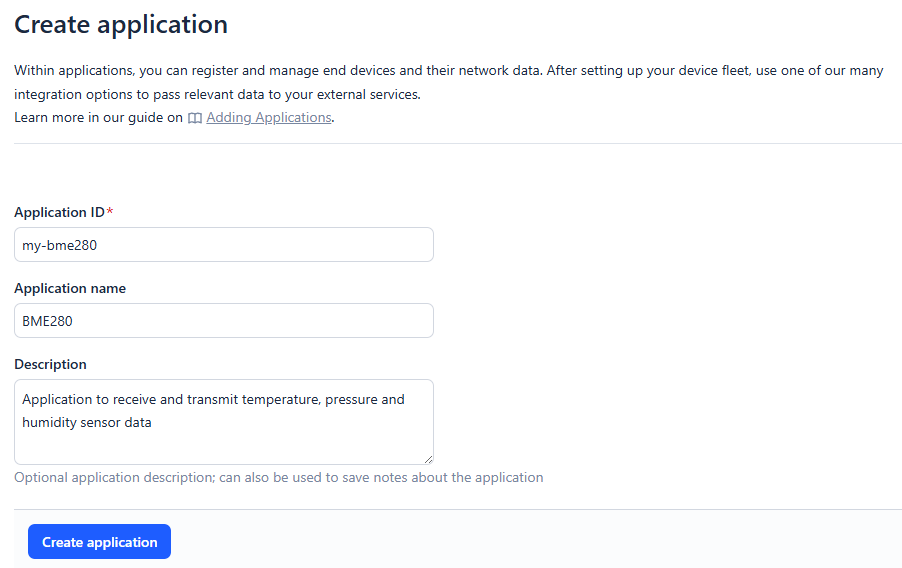 Create application
Within applications, you can register and manage end devices and their network data. After setting up your device fleet, use one of our many
integration options to pass relevant data to your external services.
Learn more in our guide on Adding Applications.
Application ID*
my-bme280
Application name
BME280
Description
Application to receive and transmit temperature, pressure and
humidity sensor data
Optional application description; can also be used to save notes about the application
Create application